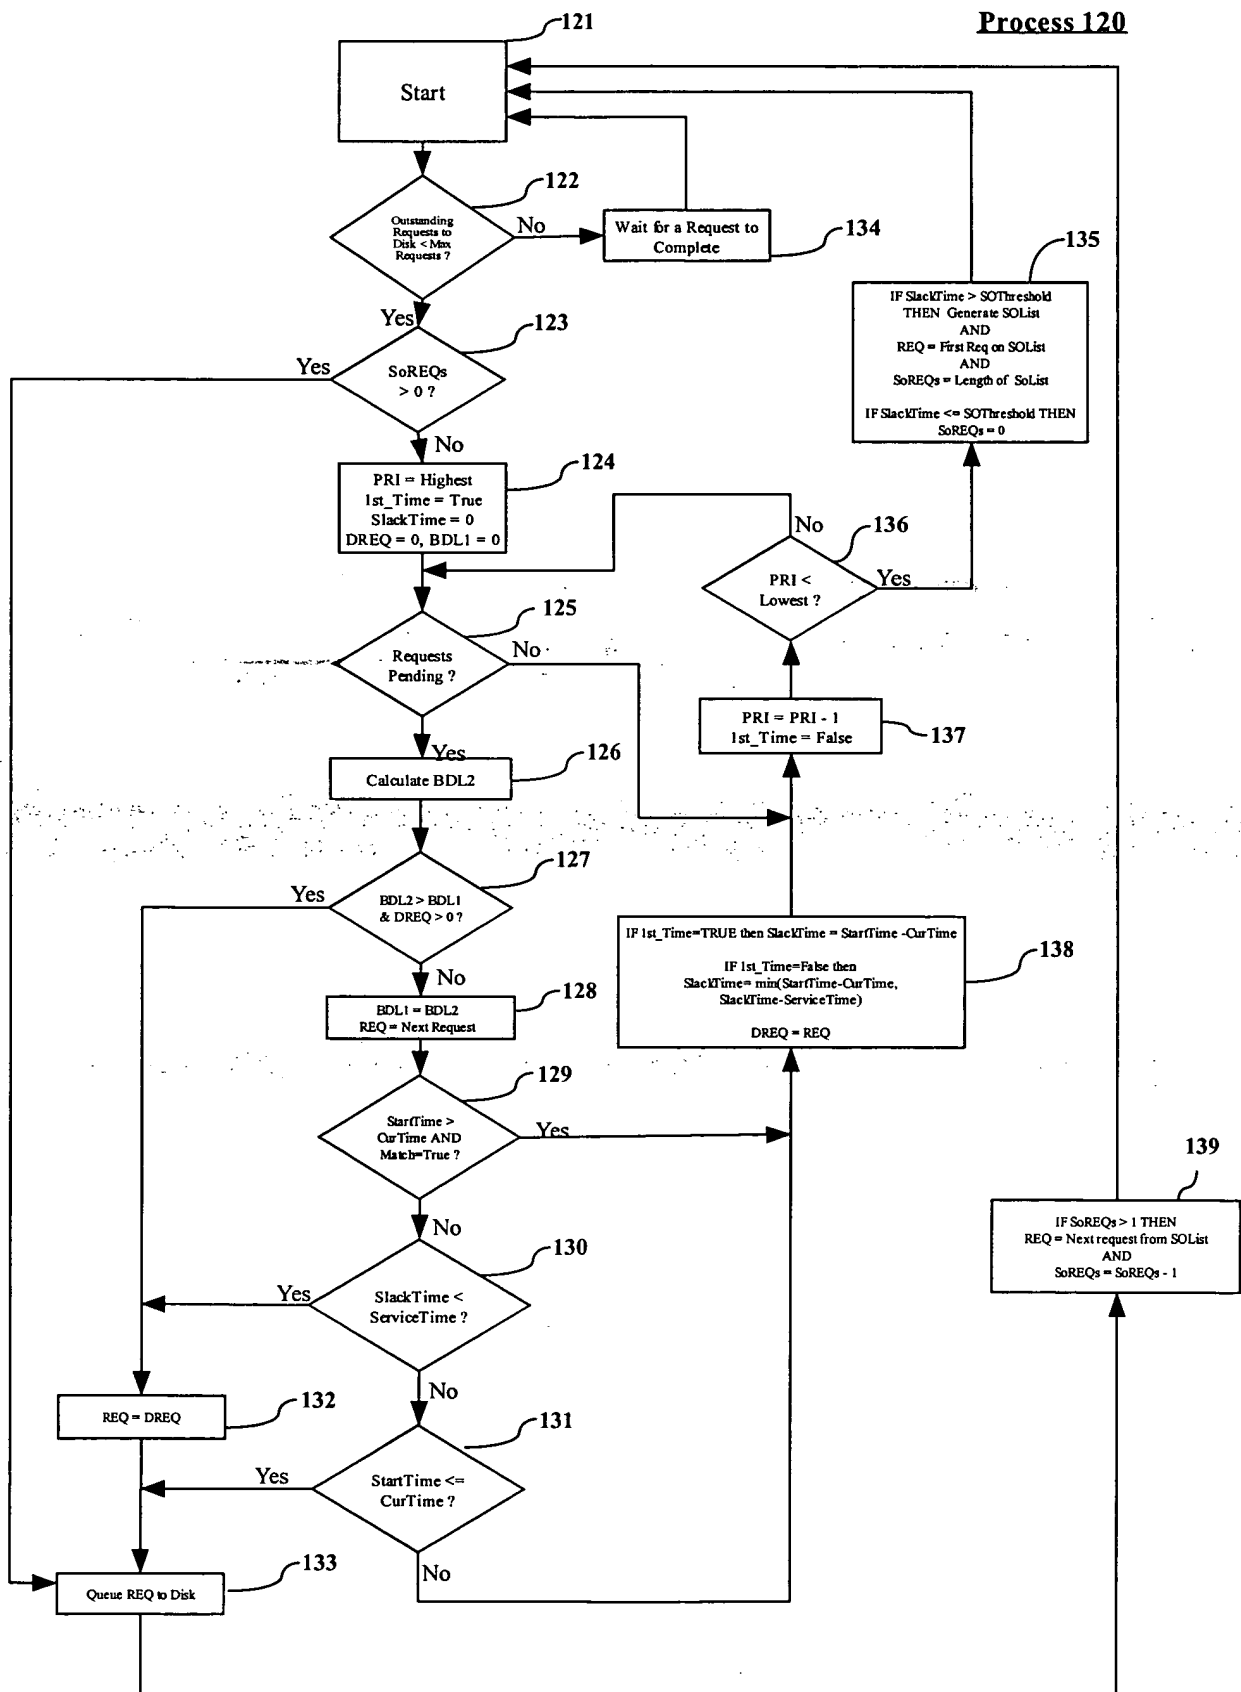 Process 120
121
Start
122
Outstanding
Requests to
Disk < Max
Requests ?
No
Wait for a Request to
Complete
134
135
IF SlackTime > SOThreshold
THEN Generate SOList
AND
REQ = First Req on SOList
AND
SoREQs = Length of SoList
IF SlackTime <= SOThreshold THEN
SoREQs = 0
Yes
123
Yes
SoREQs
> 0 ?
No
124
PRI = Highest
1st_Time = True
SlackTime = 0
DREQ = 0, BDL1 = 0
No
136
PRI <
Lowest ?
Yes
125
Requests
Pending ?
No
PRI = PRI - 1
1st_Time = False
137
Yes
126
Calculate BDL2
127
Yes
BDL2 > BDL1
& DREQ > 0 ?
No
IF 1st_Time=TRUE then SlackTime = StartTime -CurTime
IF 1st_Time=False then
SlackTime= min(StartTime-CurTime,
SlackTime-ServiceTime)
DREQ = REQ
138
128
BDL1 = BDL2
REQ = Next Request
129
StartTime >
CurTime AND
Match=True ?
Yes
No
139
IF SoREQs > 1 THEN
REQ = Next request from SOList
AND
SoREQs = SoREQs - 1
130
Yes
SlackTime <
ServiceTime ?
No
132
REQ = DREQ
131
Yes
StartTime <=
CurTime ?
No
133
Queue REQ to Disk